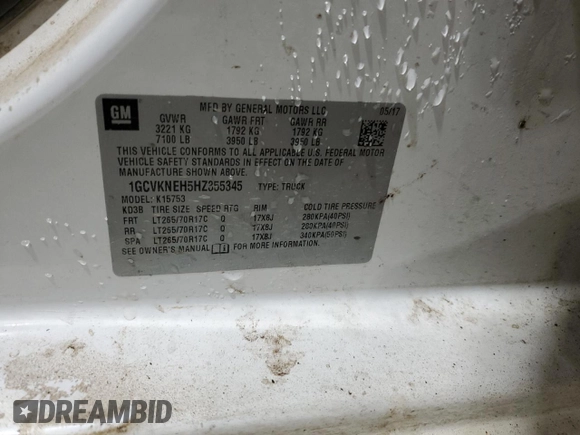 GM
MFD BY GENERAL MOTORS LLC 05/17
GVWR GAWR FRT GAWR RR
3221 KG 1792 KG 1792 KG
7100 LB 3950 LB 3950 LB
THIS VEHICLE CONFORMS TO ALL APPLICABLE U.S. FEDERAL MOTOR
VEHICLE SAFETY STANDARDS IN EFFECT ON THE DATE OF
MANUFACTURE SHOWN ABOVE.
1GCVKNEH5HZ355345 TYPE: TRUCK
MODEL: K15753
KD3B TIRE SIZE SPEED RTG RIM COLD TIRE PRESSURE
FRT LT265/70R17C Q 17X8J 280KPA(40PSI)
RR LT265/70R17C Q 17X8J 280KPA(40PSI)
SPA LT265/70R17C Q 17X8J 340KPA(50PSI)
SEE OWNER'S MANUAL FOR MORE INFORMATION.
DREAMBID